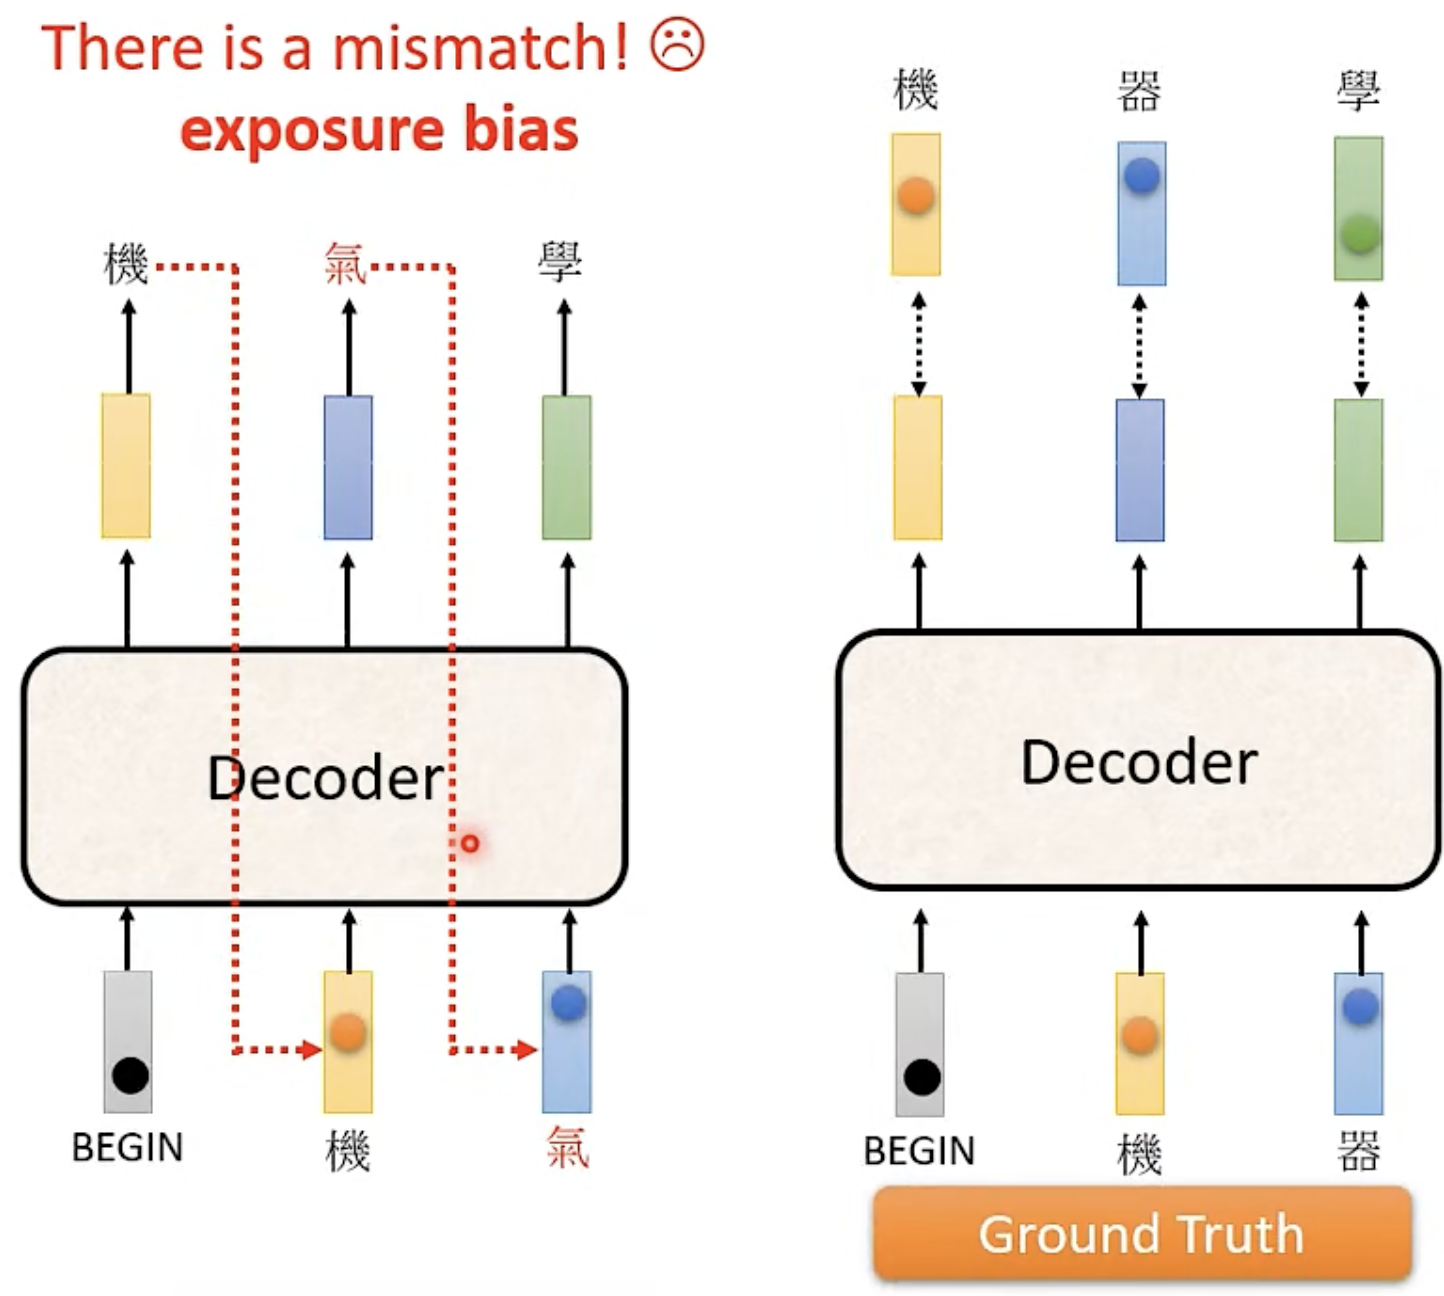 There is a mismatch! ☹
exposure bias
機 氣 學
Decoder
BEGIN 機 氣
機 器 學
Decoder
BEGIN 機 器
Ground Truth